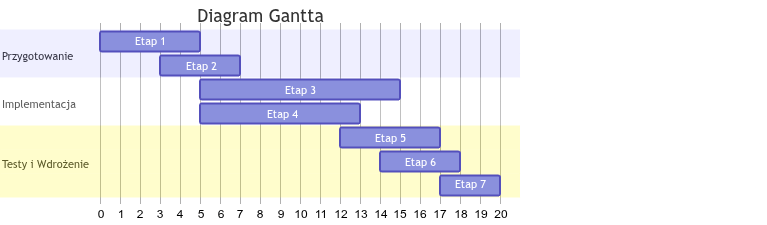 Diagram Gantta
Przygotowanie
Etap 1
Etap 2
Implementacja
Etap 3
Etap 4
Testy i Wdrożenie
Etap 5
Etap 6
Etap 7
0 1 2 3 4 5 6 7 8 9 10 11 12 13 14 15 16 17 18 19 20